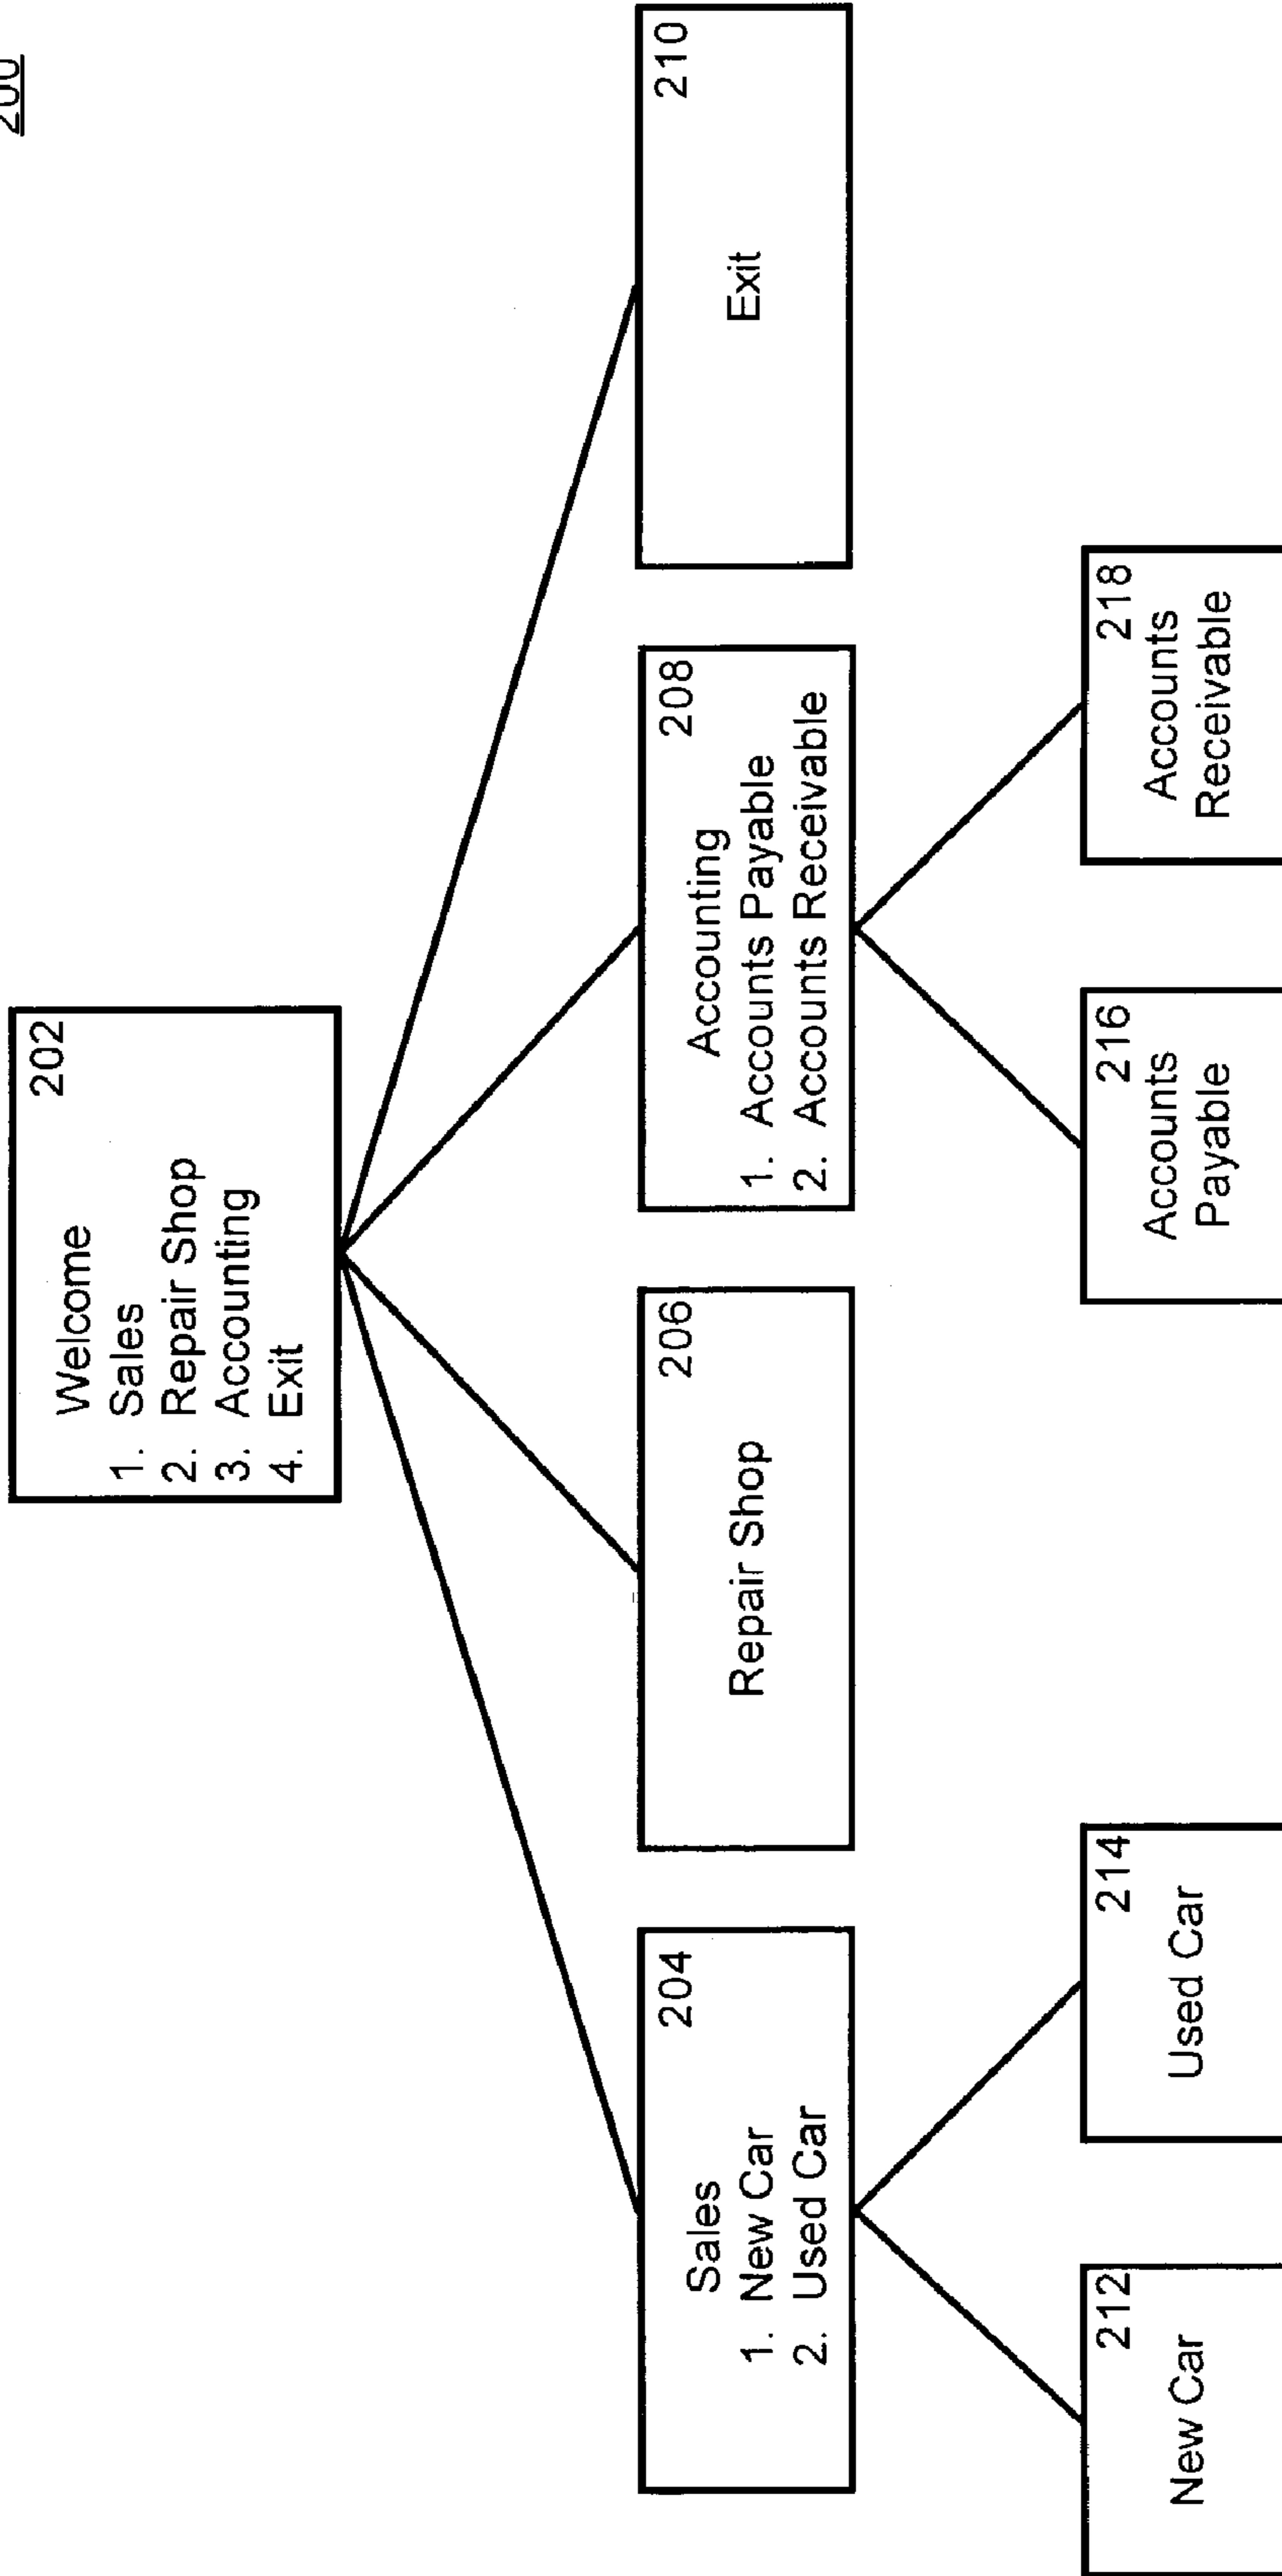 200
202
Welcome
1. Sales
2. Repair Shop
3. Accounting
4. Exit
204
Sales
1. New Car
2. Used Car
206
Repair Shop
208
Accounting
1. Accounts Payable
2. Accounts Receivable
210
Exit
212
New Car
214
Used Car
216
Accounts
Payable
218
Accounts
Receivable